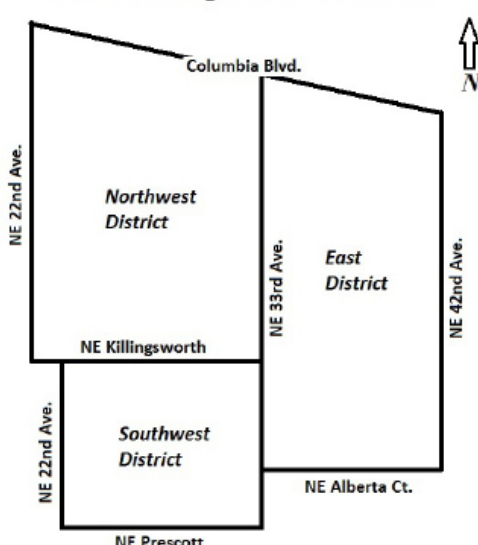 Columbia Blvd.
N
NE 22nd Ave.
Northwest
District
NE 33rd Ave.
East
District
NE 42nd Ave.
NE Killingsworth
NE 22nd Ave.
Southwest
District
NE Alberta Ct.
NE Prescott